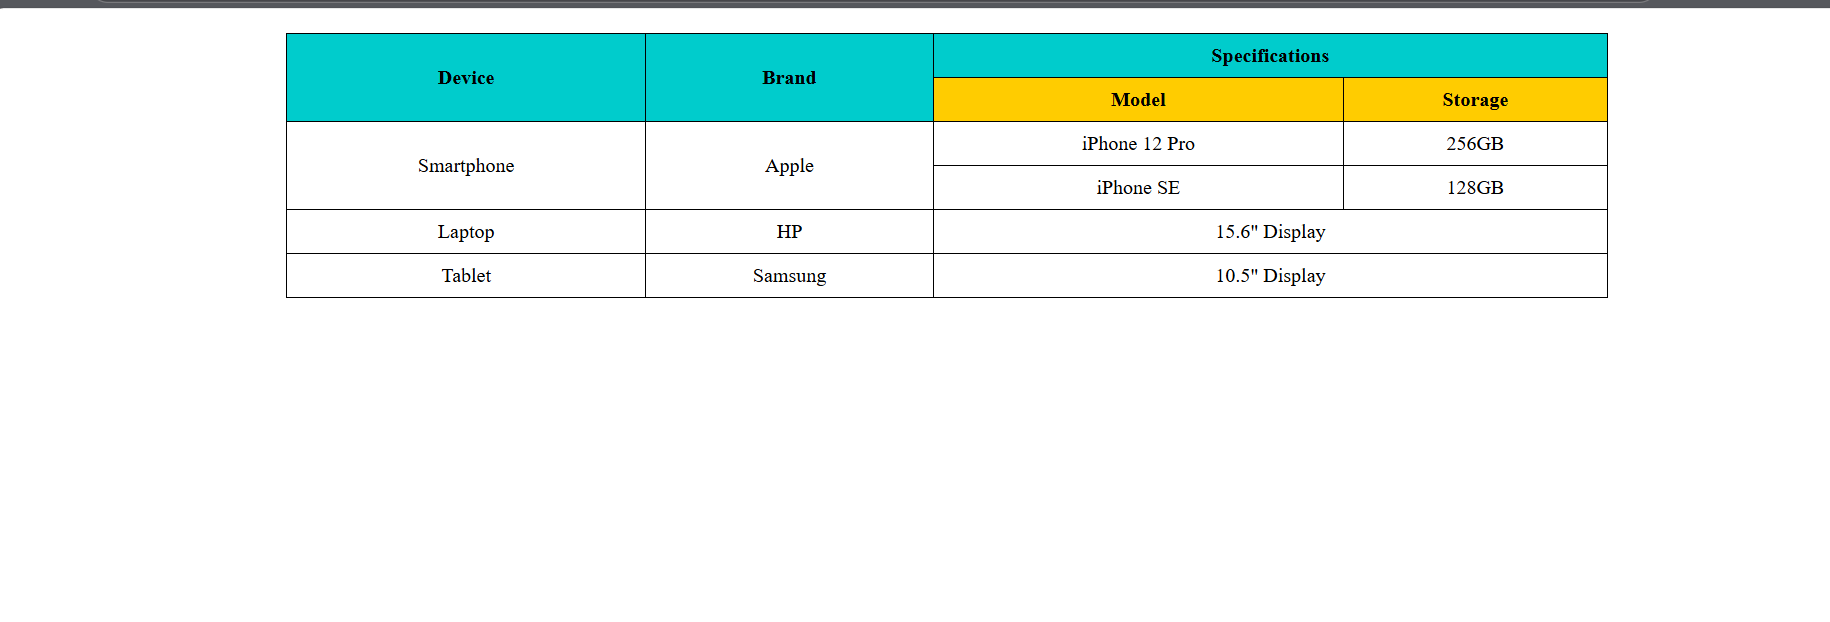 Device Brand Specifications
Model Storage
Smartphone Apple iPhone 12 Pro 256GB
iPhone SE 128GB
Laptop HP 15.6" Display
Tablet Samsung 10.5" Display